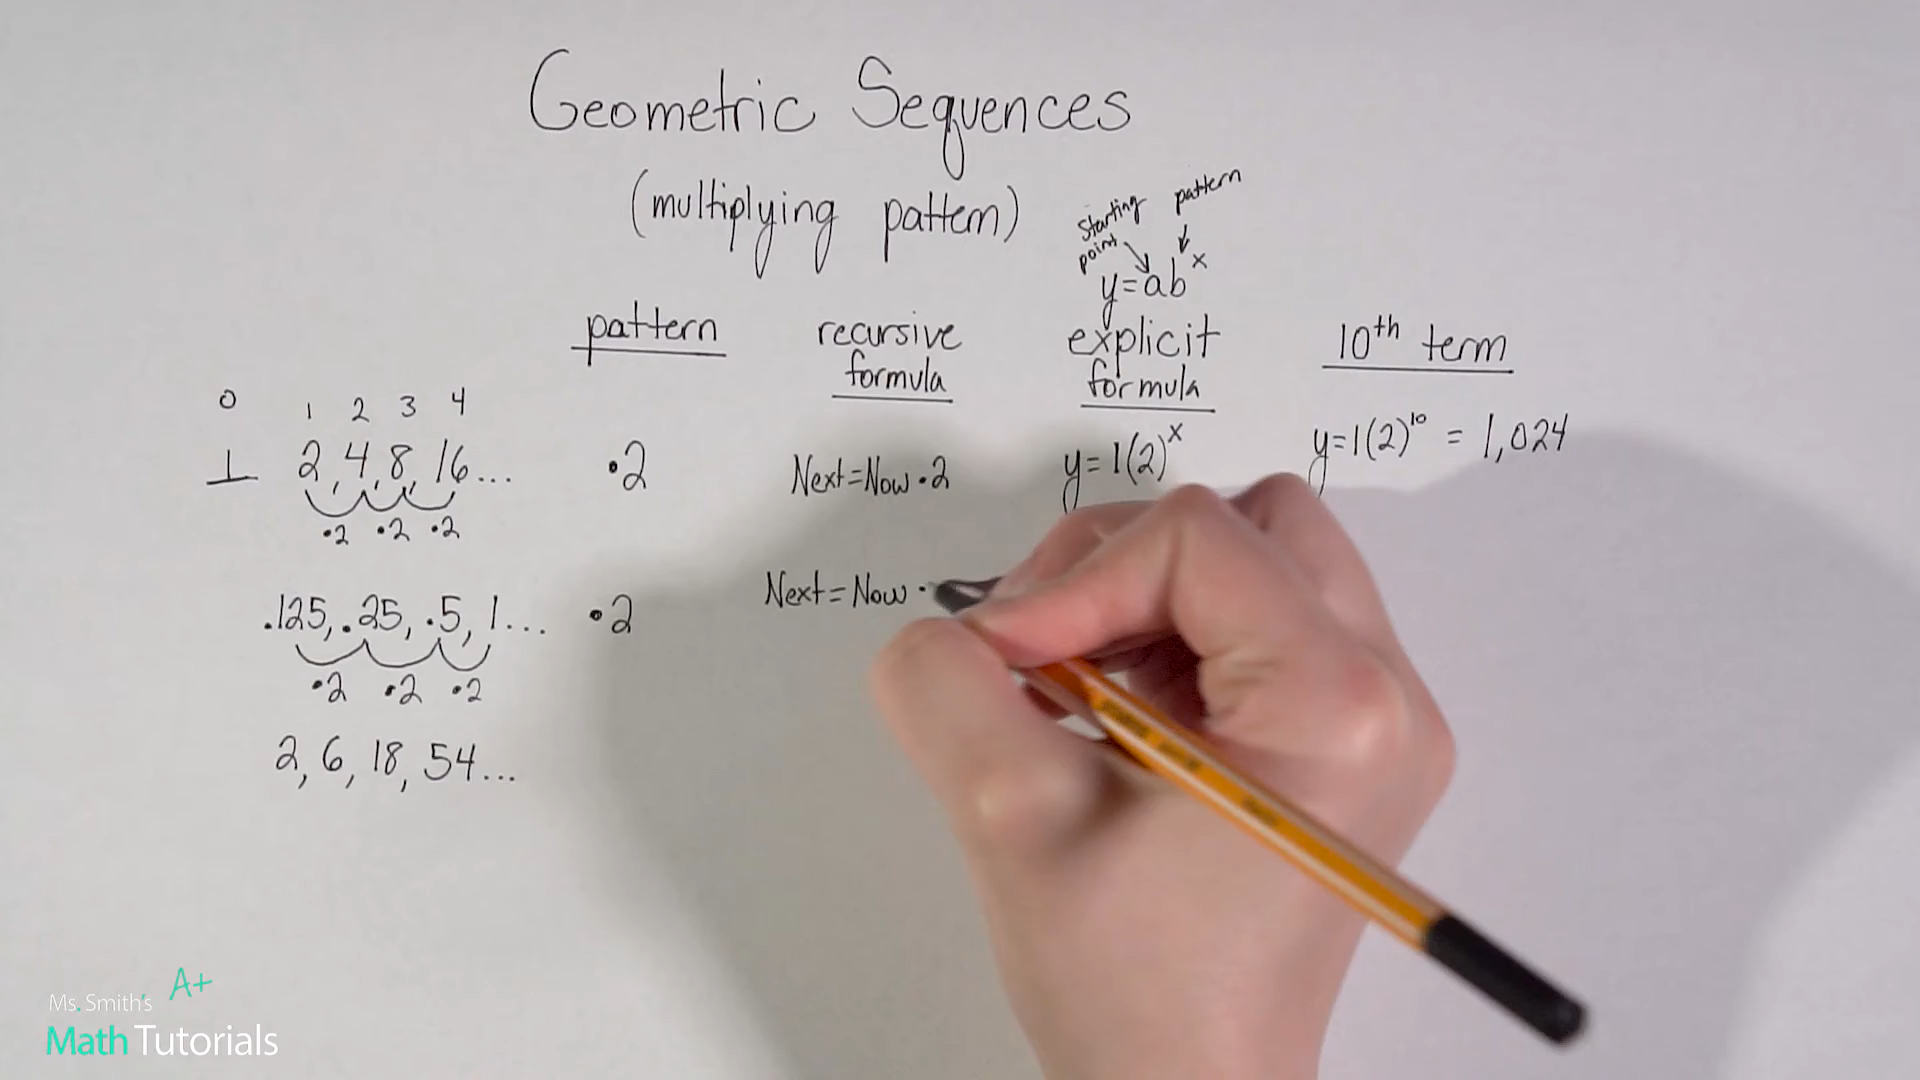 Geometric Sequences
(multiplying pattern)
starting point
pattern
y=ab^x
pattern
recursive formula
explicit formula
10th term
0 1 2 3 4
1 2, 4, 8, 16...
·2 ·2 ·2
·2
Next=Now·2
y=1(2)^x
y=1(2)^10 = 1,024
.125, .25, .5, 1...
·2 ·2 ·2
·2
Next=Now ·
2, 6, 18, 54...
Ms. Smith's A+
Math Tutorials